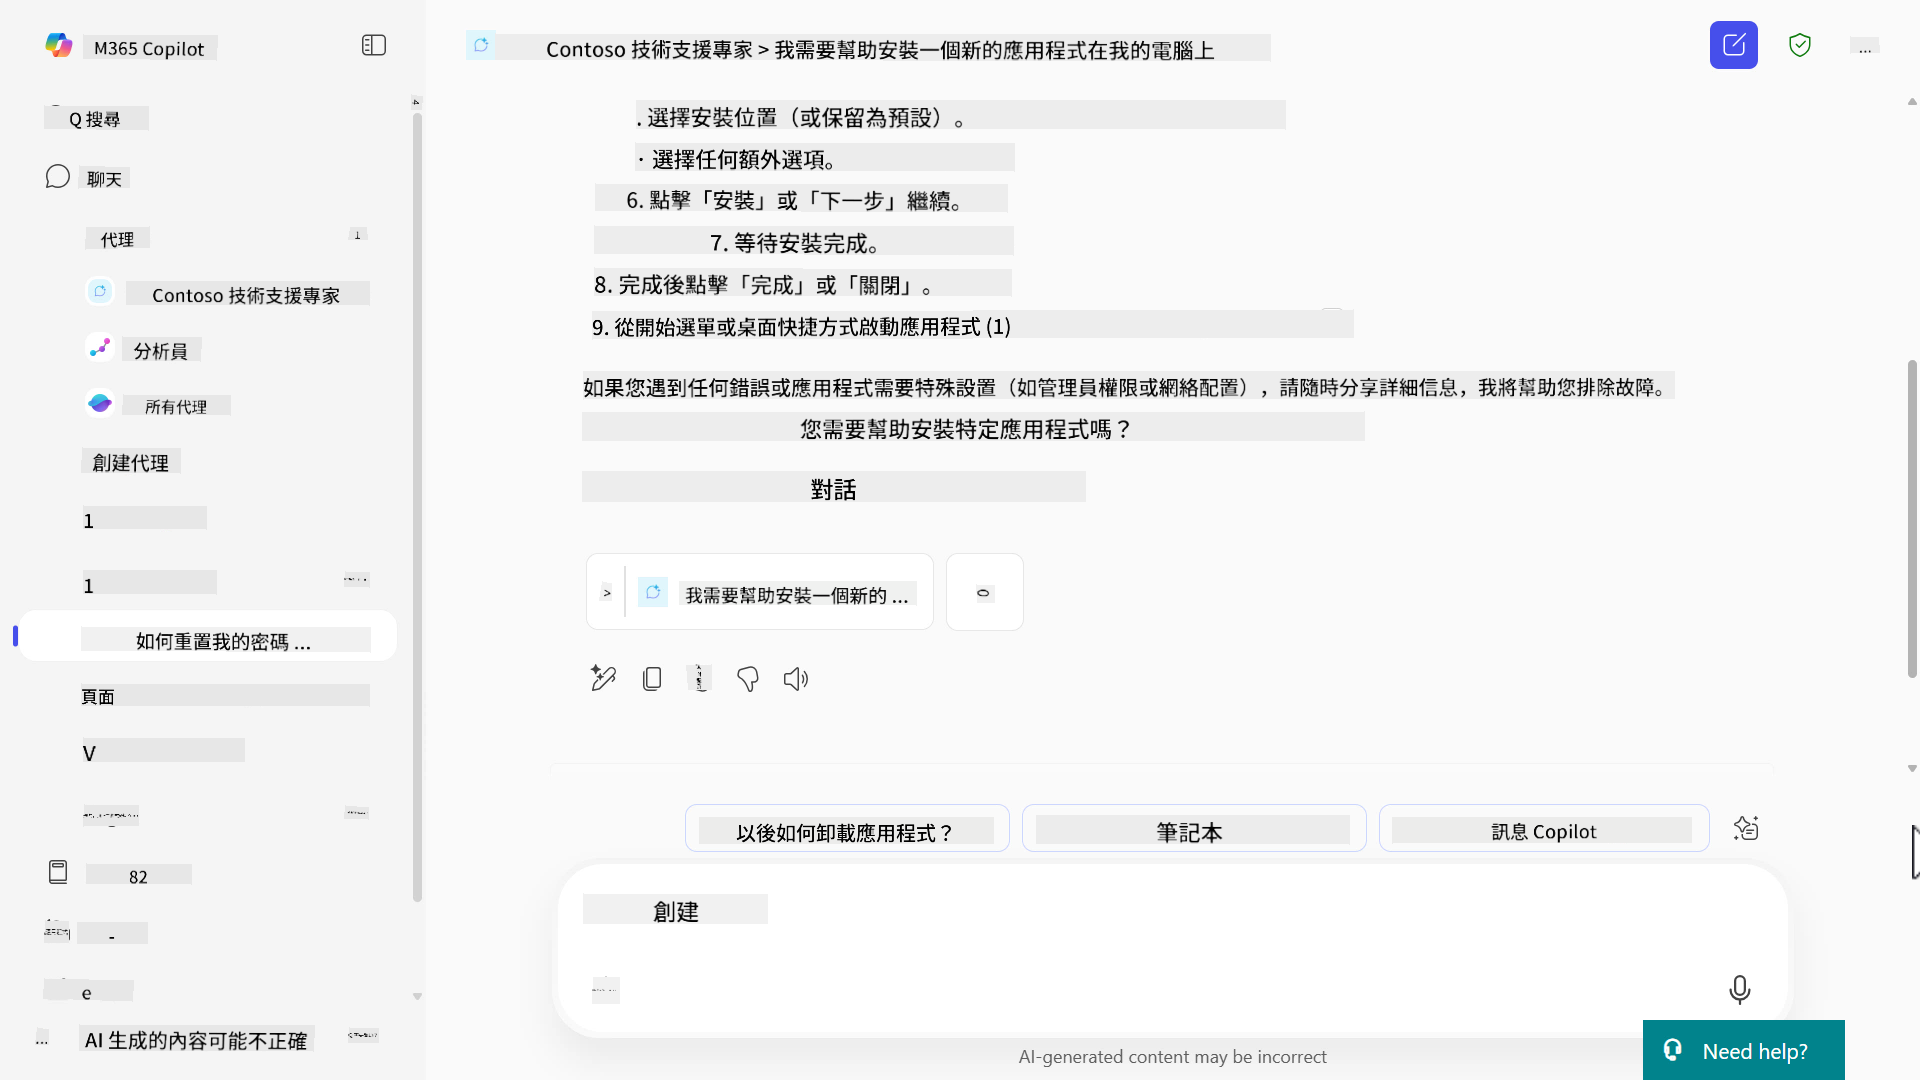 M365 Copilot
Q 搜尋
聊天
代理
1
Contoso 技術支援專家
分析員
所有代理
創建代理
1
1
如何重置我的密碼 ...
頁面
V
82
-
e
... AI 生成的內容可能不正確
Contoso 技術支援專家 > 我需要幫助安裝一個新的應用程式在我的電腦上
...
. 選擇安裝位置（或保留為預設）。
· 選擇任何額外選項。
6. 點擊「安裝」或「下一步」繼續。
7. 等待安裝完成。
8. 完成後點擊「完成」或「關閉」。
9. 從開始選單或桌面快捷方式啟動應用程式 (1)
如果您遇到任何錯誤或應用程式需要特殊設置（如管理員權限或網絡配置），請隨時分享詳細信息，我將幫助您排除故障。
您需要幫助安裝特定應用程式嗎？
對話
> 我需要幫助安裝一個新的 ...
0
以後如何卸載應用程式？
筆記本
訊息 Copilot
創建
AI-generated content may be incorrect
Need help?